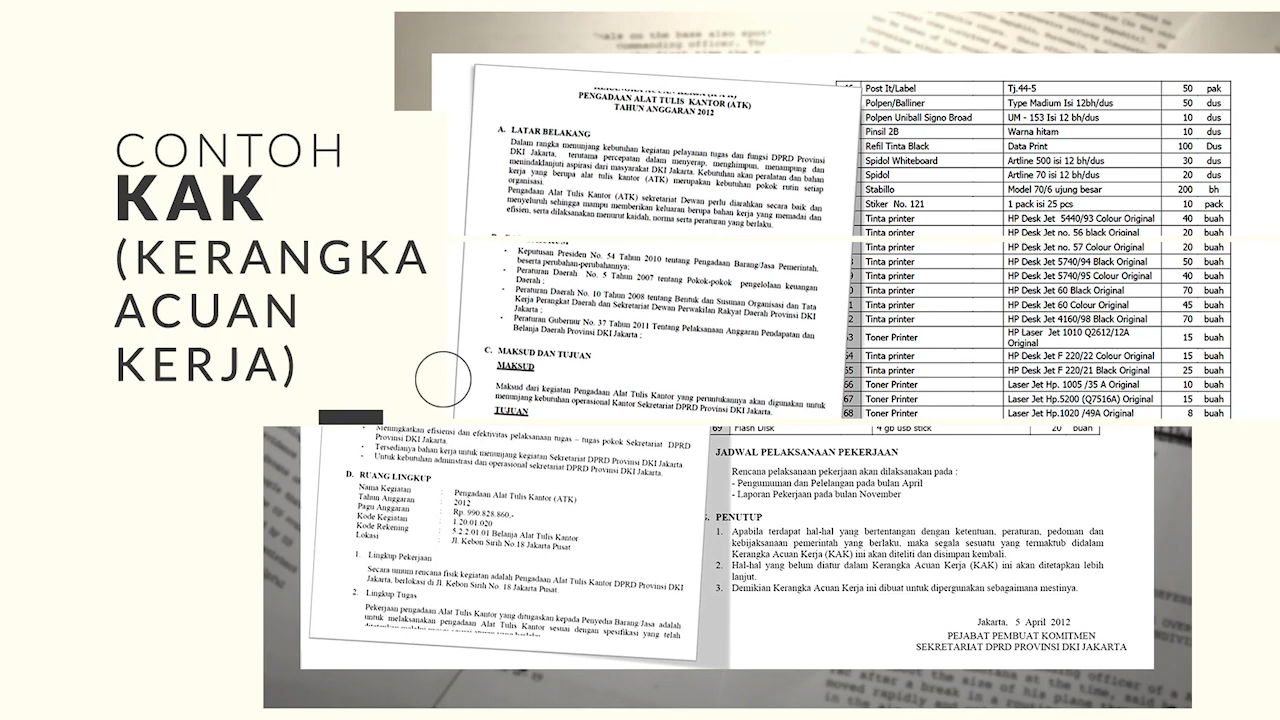 CONTOH
KAK
(KERANGKA
ACUAN
KERJA)
PENGADAAN ALAT TULIS KANTOR (ATK)
TAHUN ANGGARAN 2012
A. LATAR BELAKANG
Dalam rangka menunjang kebutuhan kegiatan pelayanan tugas dan fungsi DPRD Provinsi
DKI Jakarta, terutama percepatan dalam menyerap, menghimpun, menampung dan
menindaklanjuti aspirasi dari masyarakat DKI Jakarta. Kebutuhan akan peralatan dan bahan
kerja yang berupa alat tulis kantor (ATK) merupakan kebutuhan pokok rutin setiap
organisasi.
Pengadaan Alat Tulis Kantor (ATK) sekretariat Dewan perlu diarahkan secara baik dan
menyeluruh sehingga mampu memberikan keluaran berupa bahan kerja yang memadai dan
efisien, serta dilaksanakan menurut kaidah, norma serta peraturan yang berlaku.
- Keputusan Presiden No. 54 Tahun 2010 tentang Pengadaan Barang/Jasa Pemerintah.
beserta perubahan-perubahannya;
- Peraturan Daerah No. 5 Tahun 2007 tentang Pokok-pokok pengelolaan keuangan
Daerah ;
- Peraturan Daerah No. 10 Tahun 2008 tentang Bentuk dan Susunan Organisasi dan Tata
Kerja Perangkat Daerah dan Sekretariat Dewan Perwakilan Rakyat Daerah Provinsi DKI
Jakarta ;
- Peraturan Gubernur No. 37 Tahun 2011 Tentang Pelaksanaan Anggaran Pendapatan dan
Belanja Daerah Provinsi DKI Jakarta ;
C. MAKSUD DAN TUJUAN
MAKSUD
Maksud dari kegiatan Pengadaan Alat Tulis Kantor yang peruntukannya akan digunakan untuk
menunjang kebutuhan operasional Kantor Sekretariat DPRD Provinsi DKI Jakarta.
TUJUAN
- Meningkatkan efisiensi dan efektivitas pelaksanaan tugas – tugas pokok Sekretariat DPRD
Provinsi DKI Jakarta.
- Tersedianya bahan kerja untuk menunjang kegiatan Sekretariat DPRD Provinsi DKI Jakarta.
- Untuk kebutuhan adminstrasi dan operasional sekretariat DPRD Provinsi DKI Jakarta.
D. RUANG LINGKUP
Nama Kegiatan : Pengadaan Alat Tulis Kantor (ATK)
Tahun Anggaran : 2012
Pagu Anggaran : Rp. 990.828.860,-
Kode Kegiatan : 1.20.01.020
Kode Rekening : 5.2.2.01.01 Belanja Alat Tulis Kantor
Lokasi : Jl. Kebon Sirih No.18 Jakarta Pusat
1. Lingkup Pekerjaan
Secara umum rencana fisik kegiatan adalah Pengadaan Alat Tulis Kantor DPRD Provinsi DKI
Jakarta, berlokasi di Jl. Kebon Sirih No. 18 Jakarta Pusat.
2. Lingkup Tugas
Pekerjaan pengadaan Alat Tulis Kantor yang ditugaskan kepada Penyedia Barang/Jasa adalah
untuk melaksanakan pengadaan Alat Tulis Kantor sesuai dengan spesifikasi yang telah
Post It/Label Tj.44-5 50 pak
Polpen/Balliner Type Madium Isi 12bh/dus 50 dus
Polpen Uniball Signo Broad UM - 153 Isi 12 bh/dus 10 dus
Pinsil 2B Warna hitam 10 dus
Refil Tinta Black Data Print 100 Dus
Spidol Whiteboard Artline 500 isi 12 bh/dus 30 dus
Spidol Artline 70 isi 12 bh/dus 20 dus
Stabillo Model 70/6 ujung besar 200 bh
Stiker No. 121 1 pack isi 25 pcs 10 pack
Tinta printer HP Desk Jet 5440/93 Colour Original 40 buah
Tinta printer HP Desk Jet no. 56 black Original 20 buah
Tinta printer HP Desk Jet no. 57 Colour Original 20 buah
Tinta printer HP Desk Jet 5740/94 Black Original 50 buah
Tinta printer HP Desk Jet 5740/95 Colour Original 40 buah
Tinta printer HP Desk Jet 60 Black Original 70 buah
Tinta printer HP Desk Jet 60 Colour Original 45 buah
Tinta printer HP Desk Jet 4160/98 Black Original 70 buah
Toner Printer HP Laser Jet 1010 Q2612/12A 15 buah
Original
Tinta printer HP Desk Jet F 220/22 Colour Original 15 buah
Tinta printer HP Desk Jet F 220/21 Black Original 25 buah
66 Toner Printer Laser Jet Hp. 1005 /35 A Original 10 buah
67 Toner Printer Laser Jet Hp.5200 (Q7516A) Original 15 buah
68 Toner Printer Laser Jet Hp.1020 /49A Original 8 buah
69 Flash Disk 4 gb usb stick 20 buah
JADWAL PELAKSANAAN PEKERJAAN
Rencana pelaksanaan pekerjaan akan dilaksanakan pada :
- Pengumuman dan Pelelangan pada bulan April
- Laporan Pekerjaan pada bulan November
PENUTUP
1. Apabila terdapat hal-hal yang bertentangan dengan ketentuan, peraturan, pedoman dan
kebijaksanaan pemerintah yang berlaku, maka segala sesuatu yang termaktub didalam
Kerangka Acuan Kerja (KAK) ini akan diteliti dan disimpan kembali.
2. Hal-hal yang belum diatur dalam Kerangka Acuan Kerja (KAK) ini akan ditetapkan lebih
lanjut.
3. Demikian Kerangka Acuan Kerja ini dibuat untuk dipergunakan sebagaimana mestinya.
Jakarta, 5 April 2012
PEJABAT PEMBUAT KOMITMEN
SEKRETARIAT DPRD PROVINSI DKI JAKARTA